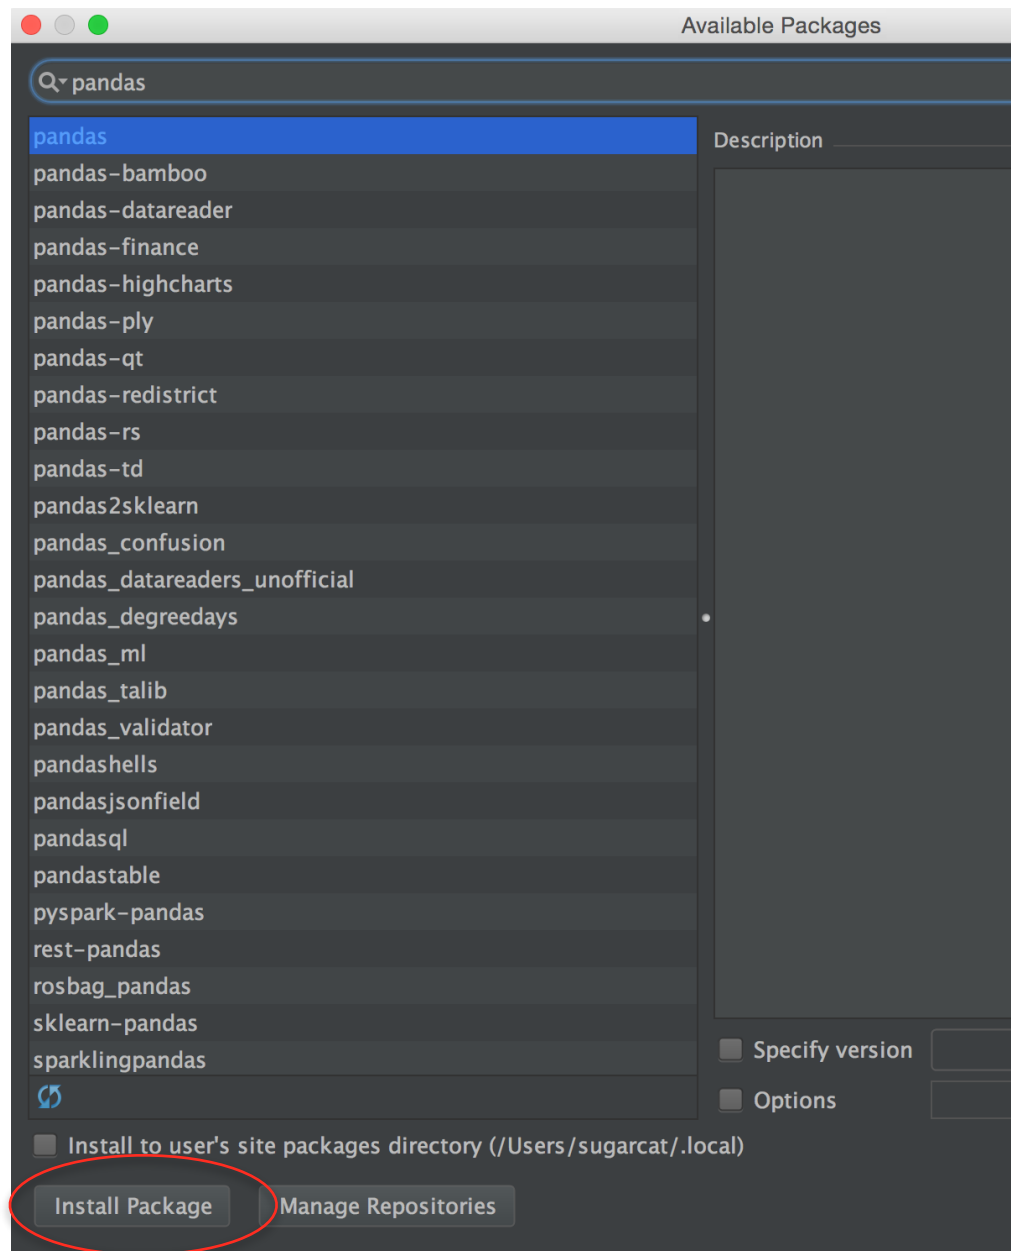 Available Packages
pandas
pandas
Description
pandas-bamboo
pandas-datareader
pandas-finance
pandas-highcharts
pandas-ply
pandas-qt
pandas-redistrict
pandas-rs
pandas-td
pandas2sklearn
pandas_confusion
pandas_datareaders_unofficial
pandas_degreedays
pandas_ml
pandas_talib
pandas_validator
pandashells
pandasjsonfield
pandasql
pandastable
pyspark-pandas
rest-pandas
rosbag_pandas
sklearn-pandas
sparklingpandas
Specify version
Options
Install to user's site packages directory (/Users/sugarcat/.local)
Install Package
Manage Repositories